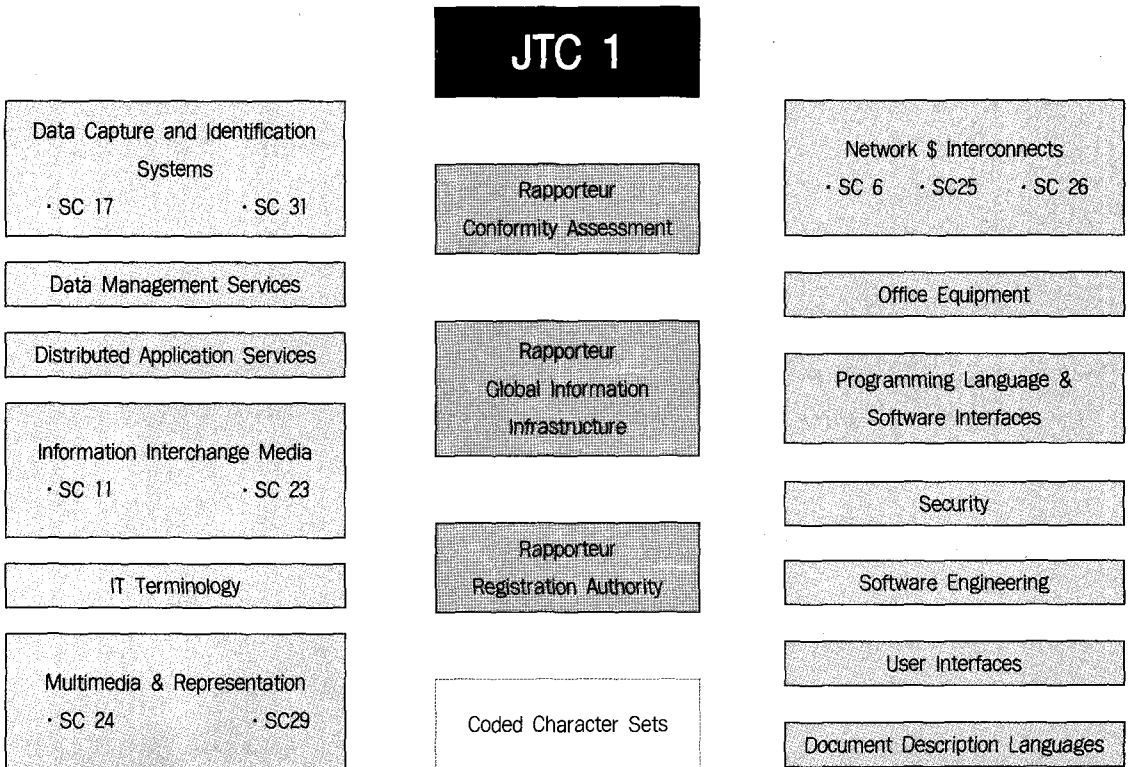 JTC 1
Data Capture and Identification
Systems
· SC 17 · SC 31
Data Management Services
Distributed Application Services
Information Interchange Media
· SC 11 · SC 23
IT Terminology
Multimedia & Representation
· SC 24 · SC29
Rapporteur
Conformity Assessment
Rapporteur
Global Information
Infrastructure
Rapporteur
Registration Authority
Coded Character Sets
Network $ Interconnects
· SC 6 · SC25 · SC 26
Office Equipment
Programming Language &
Software Interfaces
Security
Software Engineering
User Interfaces
Document Description Languages